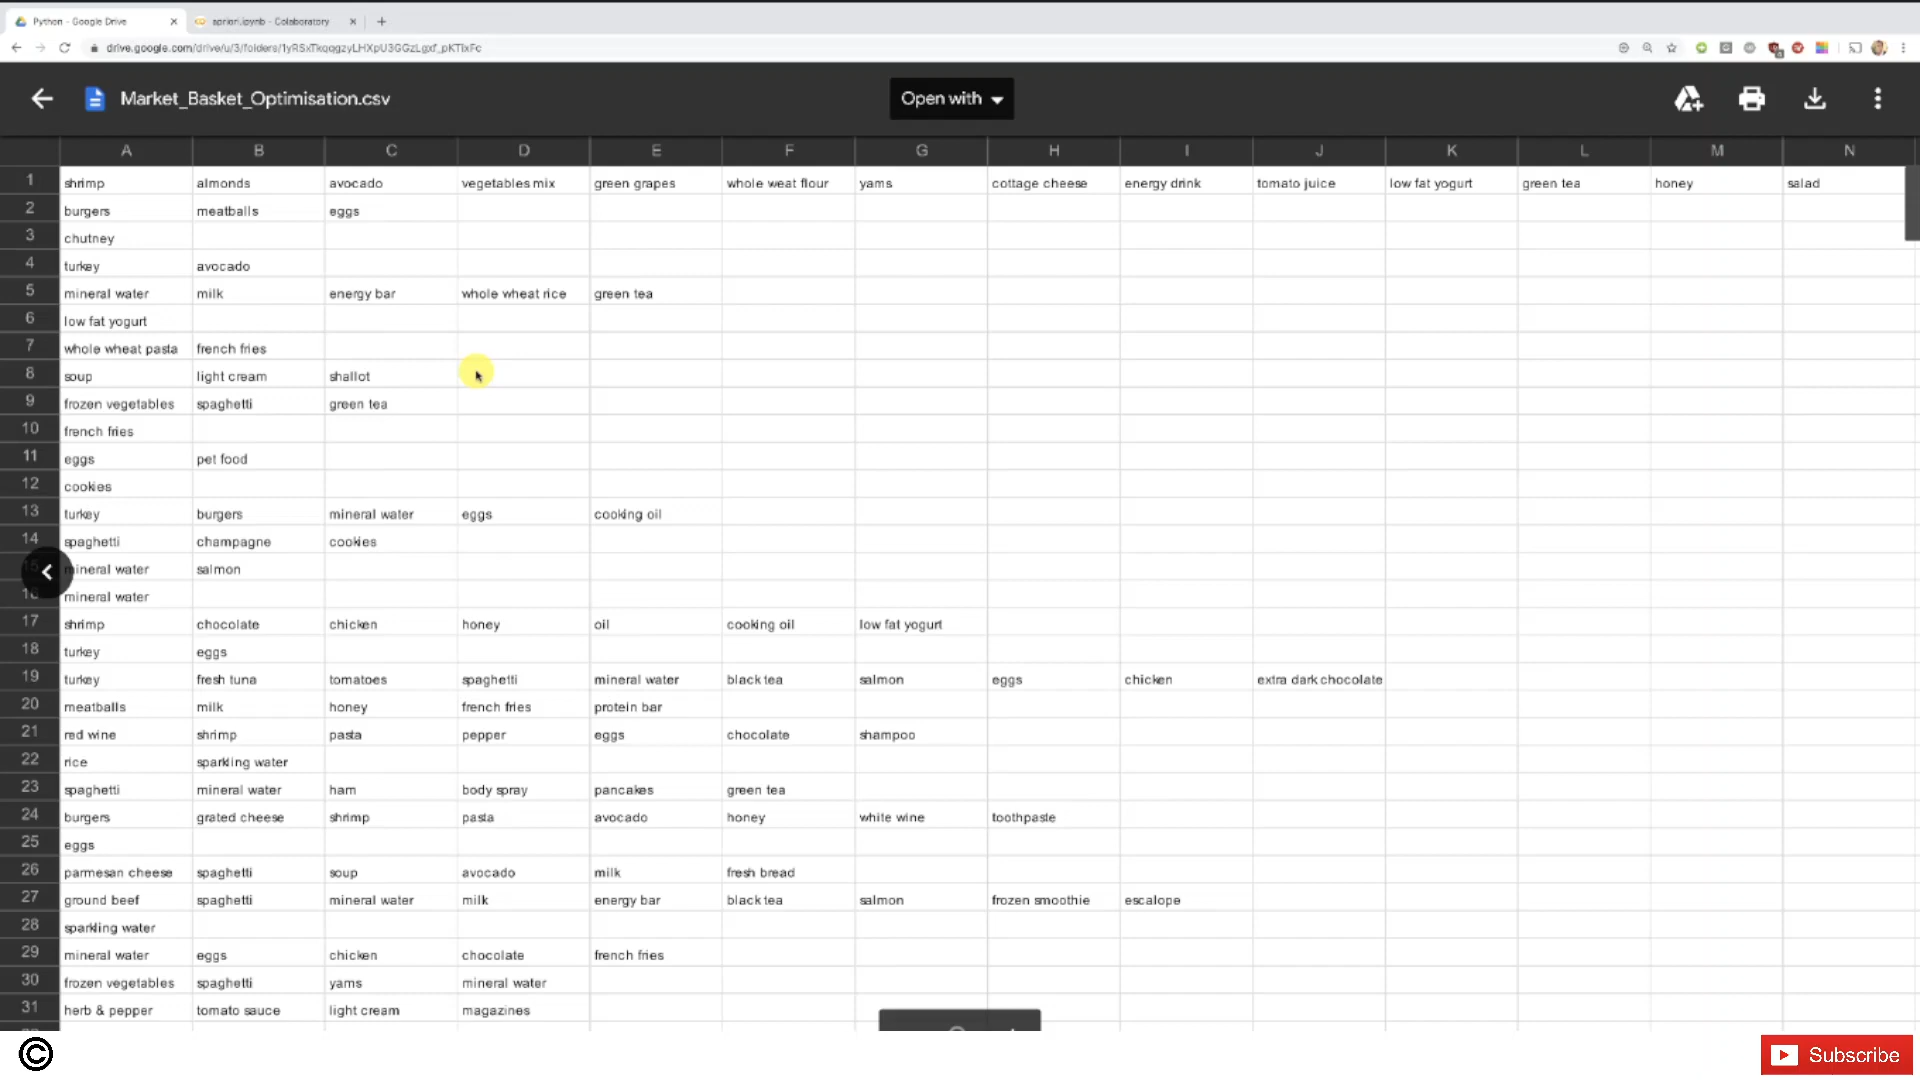 Python - Google Drive
apriori.ipynb - Colaboratory
drive.google.com/drive/u/3/folders/
Market_Basket_Optimisation.csv
Open with
A B C D E F G H I J K L M N
1 shrimp almonds avocado vegetables mix green grapes whole weat flour yams cottage cheese energy drink tomato juice low fat yogurt green tea honey salad
2 burgers meatballs eggs
3 chutney
4 turkey avocado
5 mineral water milk energy bar whole wheat rice green tea
6 low fat yogurt
7 whole wheat pasta french fries
8 soup light cream shallot
9 frozen vegetables spaghetti green tea
10 french fries
11 eggs pet food
12 cookies
13 turkey burgers mineral water eggs cooking oil
14 spaghetti champagne cookies
15 mineral water salmon
16 mineral water
17 shrimp chocolate chicken honey oil cooking oil low fat yogurt
18 turkey eggs
19 turkey fresh tuna tomatoes spaghetti mineral water black tea salmon eggs chicken extra dark chocolate
20 meatballs milk honey french fries protein bar
21 red wine shrimp pasta pepper eggs chocolate shampoo
22 rice sparkling water
23 spaghetti mineral water ham body spray pancakes green tea
24 burgers grated cheese shrimp pasta avocado honey white wine toothpaste
25 eggs
26 parmesan cheese spaghetti soup avocado milk fresh bread
27 ground beef spaghetti mineral water milk energy bar black tea salmon frozen smoothie escalope
28 sparkling water
29 mineral water eggs chicken chocolate french fries
30 frozen vegetables spaghetti yams mineral water
31 herb & pepper tomato sauce light cream magazines
©
Subscribe